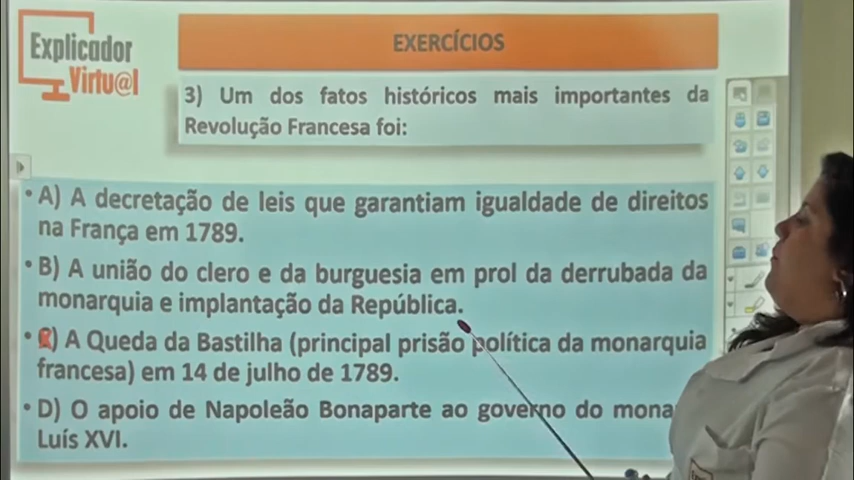 Explicador
Virtu@l
EXERCÍCIOS
3) Um dos fatos históricos mais importantes da
Revolução Francesa foi:
• A) A decretação de leis que garantiam igualdade de direitos
na França em 1789.
• B) A união do clero e da burguesia em prol da derrubada da
monarquia e implantação da República.
• C) A Queda da Bastilha (principal prisão política da monarquia
francesa) em 14 de julho de 1789.
• D) O apoio de Napoleão Bonaparte ao governo do mona
Luís XVI.